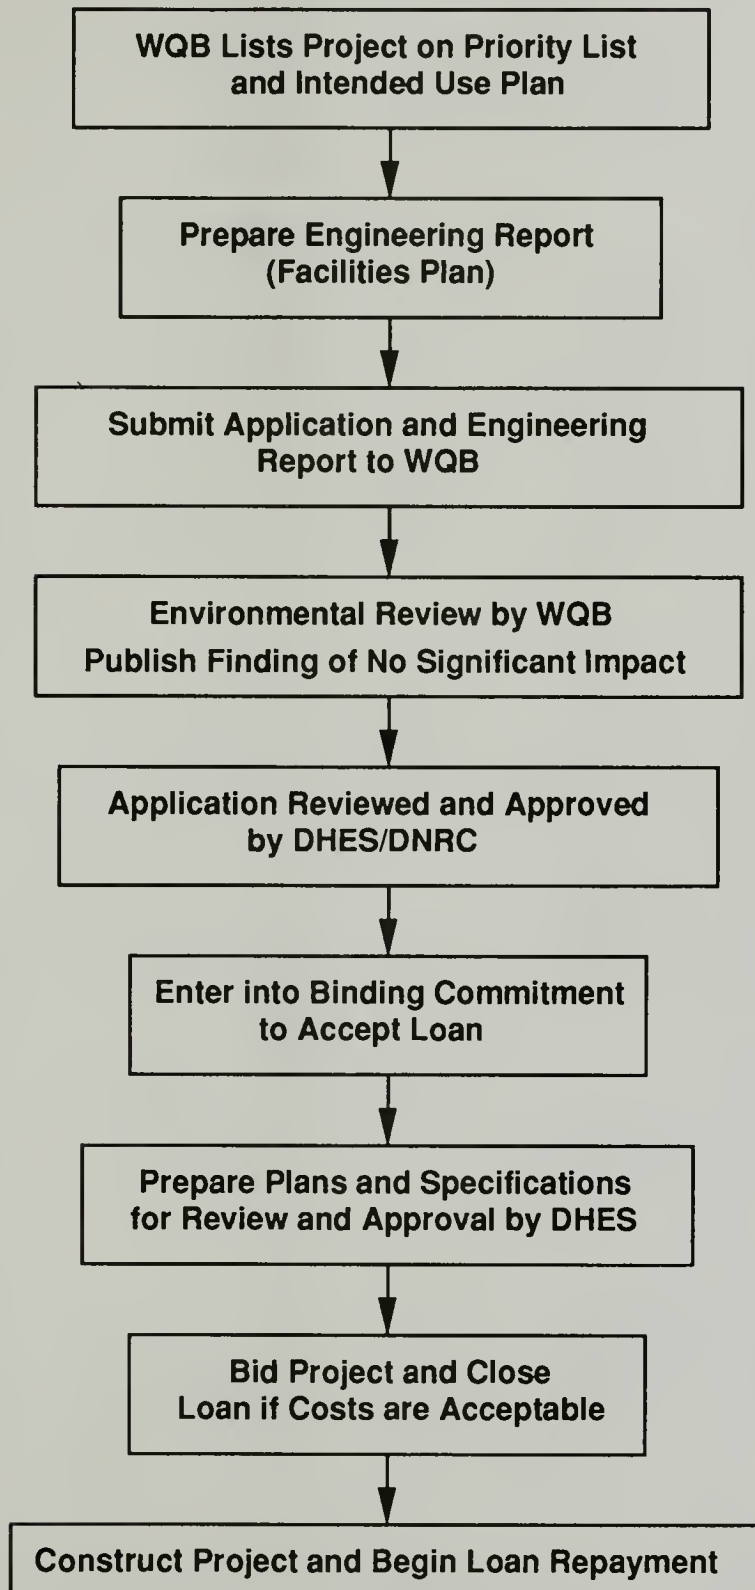 WQB Lists Project on Priority List
and Intended Use Plan
Prepare Engineering Report
(Facilities Plan)
Submit Application and Engineering
Report to WQB
Environmental Review by WQB
Publish Finding of No Significant Impact
Application Reviewed and Approved
by DHES/DNRC
Enter into Binding Commitment
to Accept Loan
Prepare Plans and Specifications
for Review and Approval by DHES
Bid Project and Close
Loan if Costs are Acceptable
Construct Project and Begin Loan Repayment